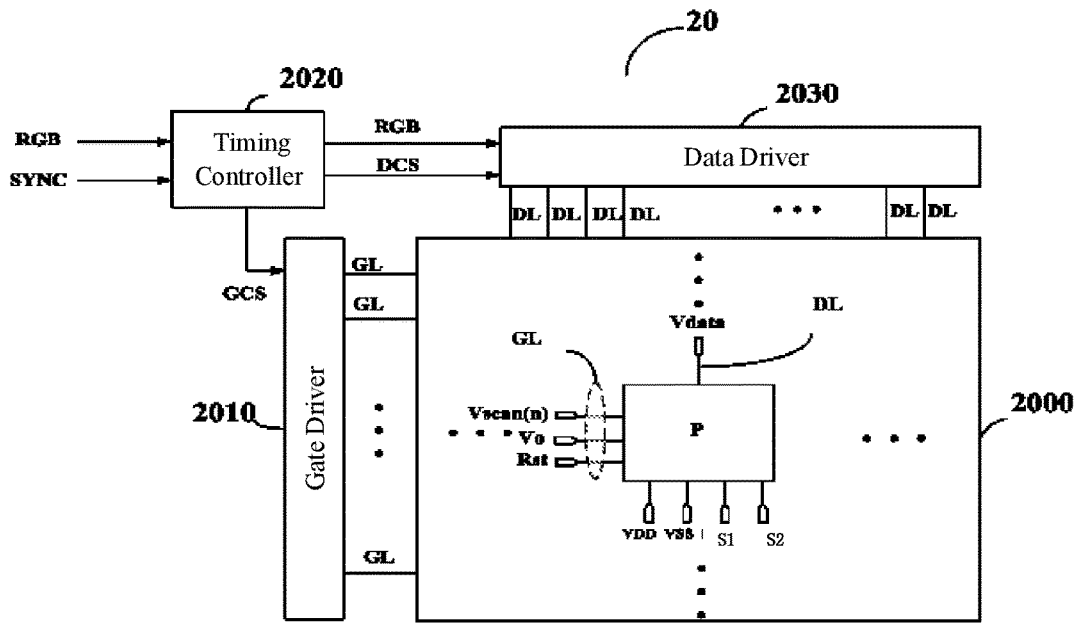 20
2020
2030
RGB
SYNC
Timing
Controller
RGB
DCS
Data Driver
DL DL DL DL DL DL
GCS
GL
GL
GL
2010
Gate Driver
Vdata
DL
GL
Vscan(n)
Vo
Rst
P
2000
VDD VSS S1 S2